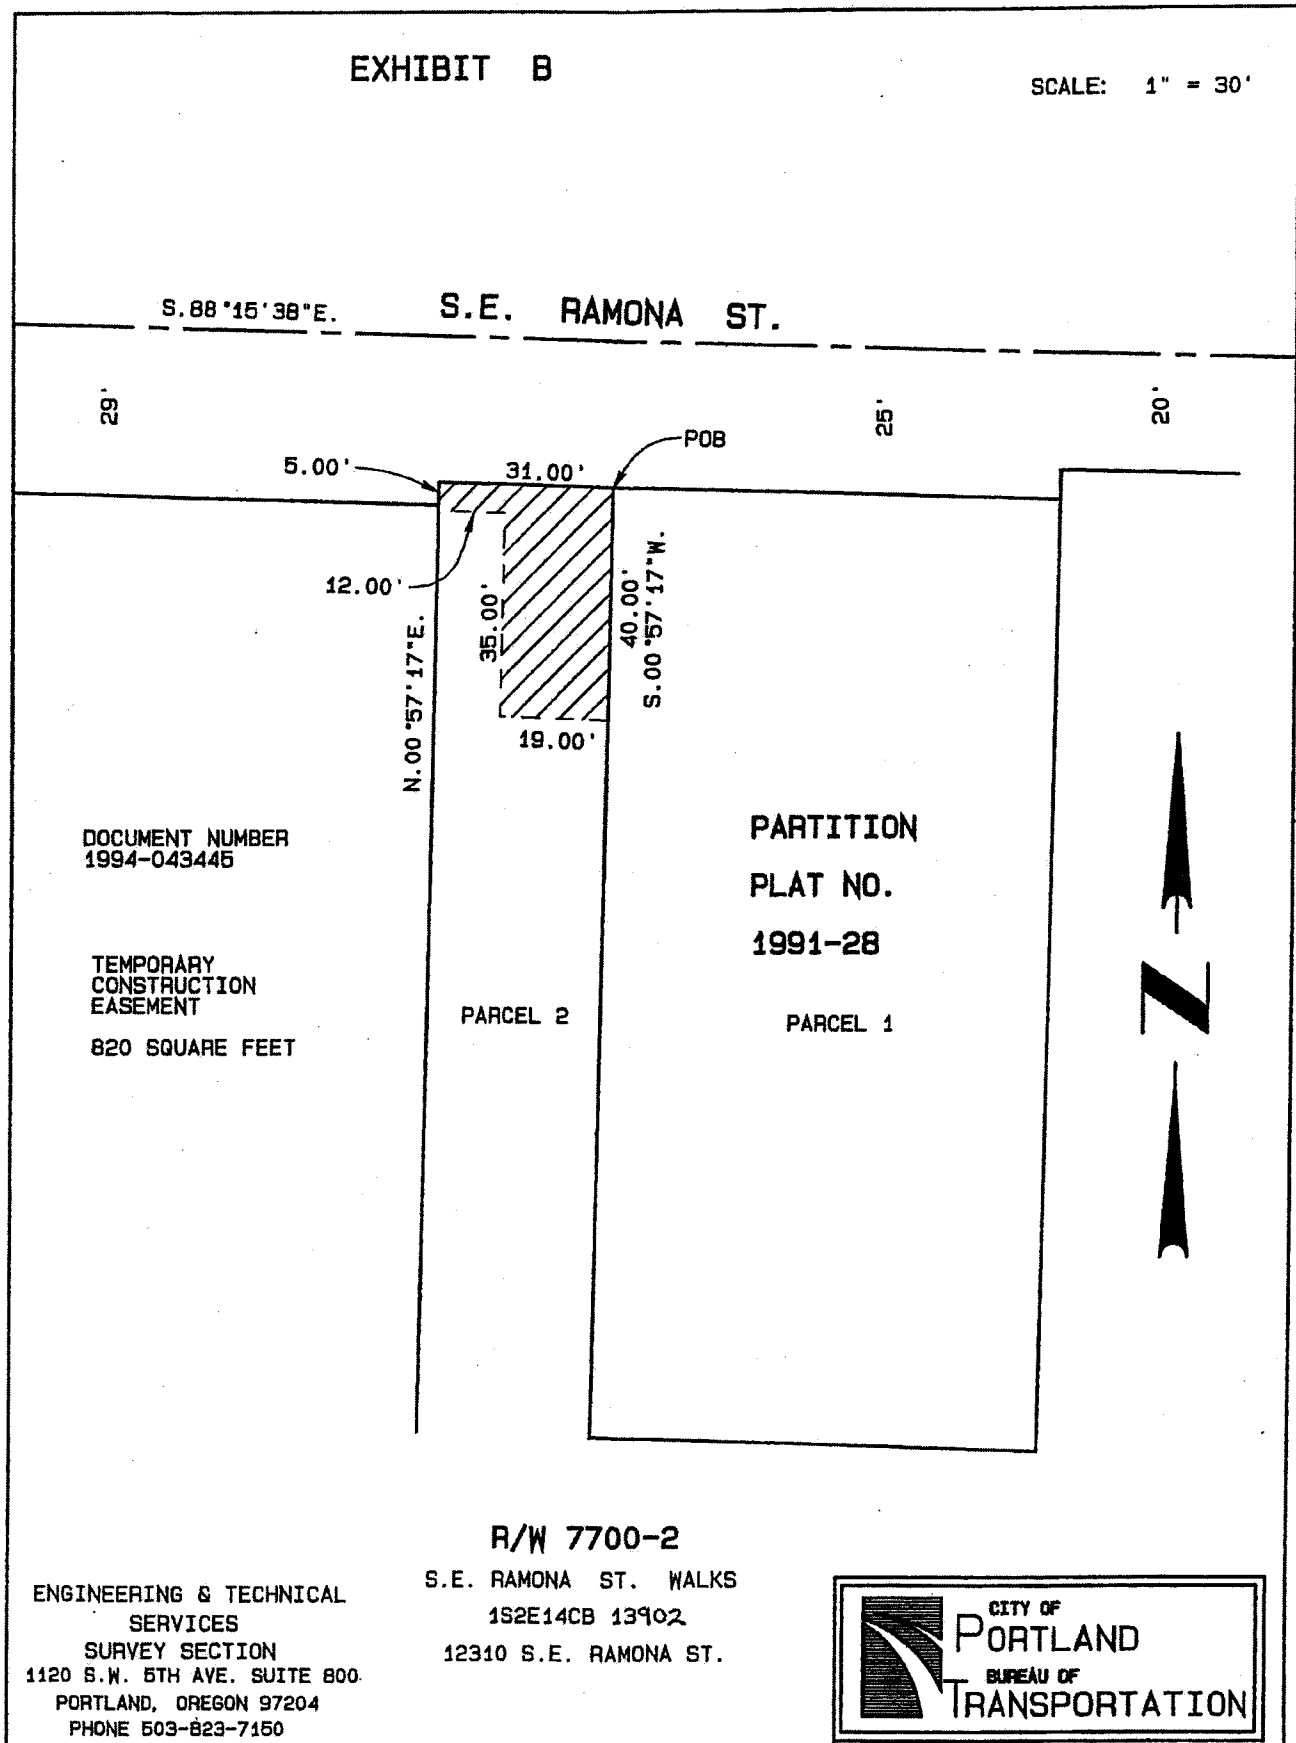 EXHIBIT B
SCALE: 1" = 30'
S.88°15'38"E.
S.E. RAMONA ST.
29'
25'
20'
POB
5.00'
31.00'
12.00'
35.00'
40.00'
S.00°57'17"W.
N.00°57'17"E.
19.00'
DOCUMENT NUMBER
1994-043445
TEMPORARY
CONSTRUCTION
EASEMENT
820 SQUARE FEET
PARTITION
PLAT NO.
1991-28
PARCEL 2
PARCEL 1
N
R/W 7700-2
S.E. RAMONA ST. WALKS
1S2E14CB 13902
12310 S.E. RAMONA ST.
ENGINEERING & TECHNICAL
SERVICES
SURVEY SECTION
1120 S.W. 5TH AVE. SUITE 800
PORTLAND, OREGON 97204
PHONE 503-823-7150
CITY OF
PORTLAND
BUREAU OF
TRANSPORTATION